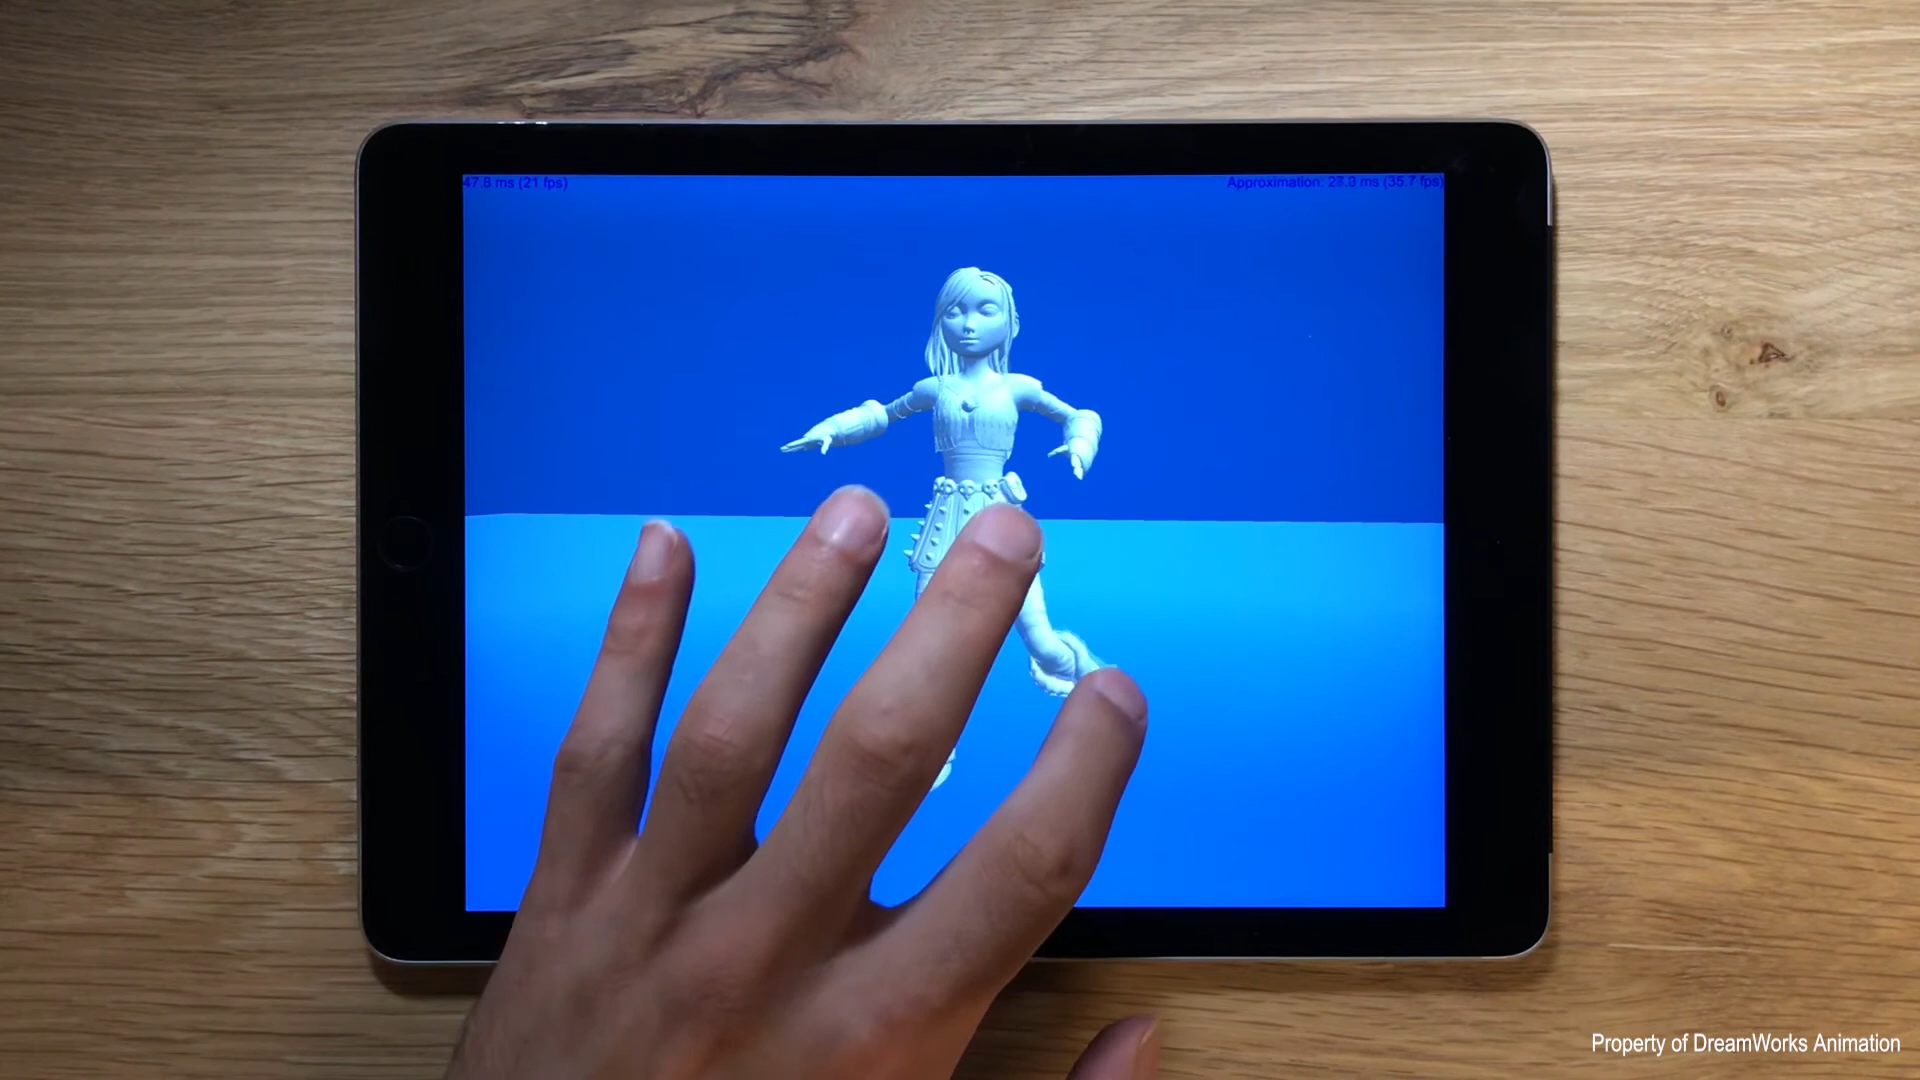 47.8 ms (21 fps)
Approximation: 28.0 ms (35.7 fps)
Property of DreamWorks Animation